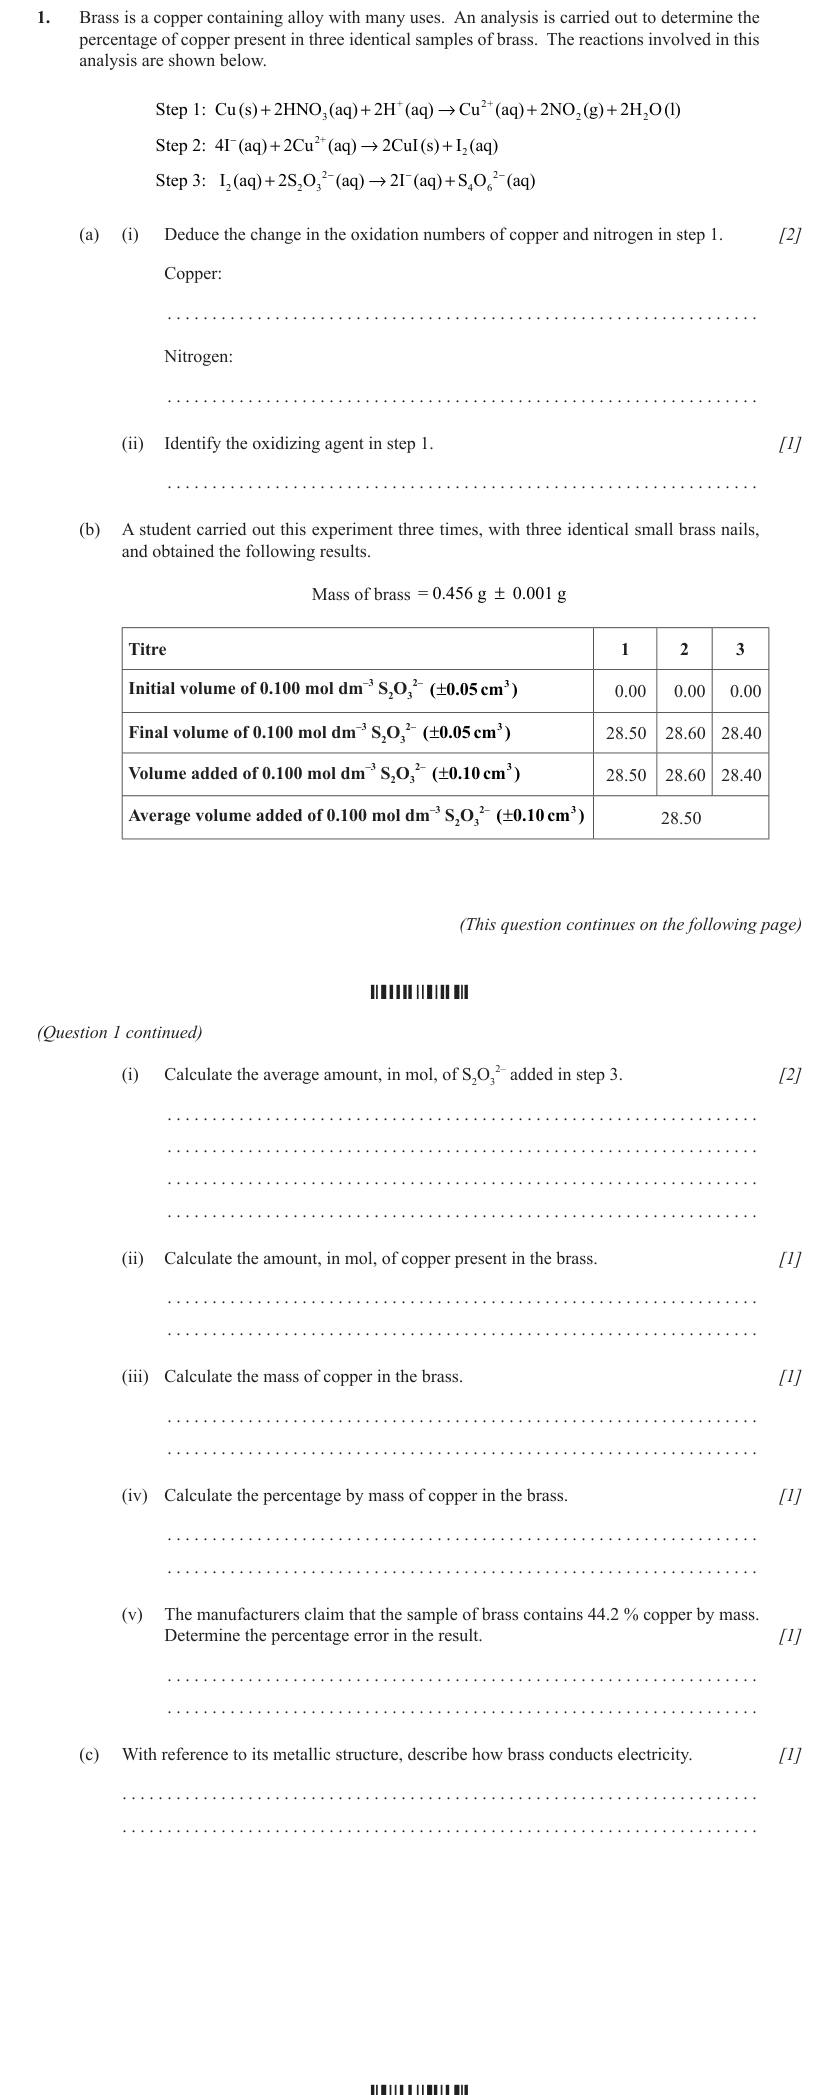 1. Brass is a copper containing alloy with many uses. An analysis is carried out to determine the
percentage of copper present in three identical samples of brass. The reactions involved in this
analysis are shown below.
Step 1: Cu(s)+2HNO₃(aq)+2H⁺(aq)→Cu²⁺(aq)+2NO₂(g)+2H₂O(l)
Step 2: 4I⁻(aq)+2Cu²⁺(aq)→2CuI(s)+I₂(aq)
Step 3: I₂(aq)+2S₂O₃²⁻(aq)→2I⁻(aq)+S₄O₆²⁻(aq)
(a) (i) Deduce the change in the oxidation numbers of copper and nitrogen in step 1. [2]
Copper:
Nitrogen:
(ii) Identify the oxidizing agent in step 1. [1]
(b) A student carried out this experiment three times, with three identical small brass nails,
and obtained the following results.
Mass of brass = 0.456 g ± 0.001 g
Titre 1 2 3
Initial volume of 0.100 mol dm⁻³ S₂O₃²⁻ (±0.05 cm³) 0.00 0.00 0.00
Final volume of 0.100 mol dm⁻³ S₂O₃²⁻ (±0.05 cm³) 28.50 28.60 28.40
Volume added of 0.100 mol dm⁻³ S₂O₃²⁻ (±0.10 cm³) 28.50 28.60 28.40
Average volume added of 0.100 mol dm⁻³ S₂O₃²⁻ (±0.10 cm³) 28.50
(This question continues on the following page)
(Question 1 continued)
(i) Calculate the average amount, in mol, of S₂O₃²⁻ added in step 3. [2]
(ii) Calculate the amount, in mol, of copper present in the brass. [1]
(iii) Calculate the mass of copper in the brass. [1]
(iv) Calculate the percentage by mass of copper in the brass. [1]
(v) The manufacturers claim that the sample of brass contains 44.2 % copper by mass.
Determine the percentage error in the result. [1]
(c) With reference to its metallic structure, describe how brass conducts electricity. [1]